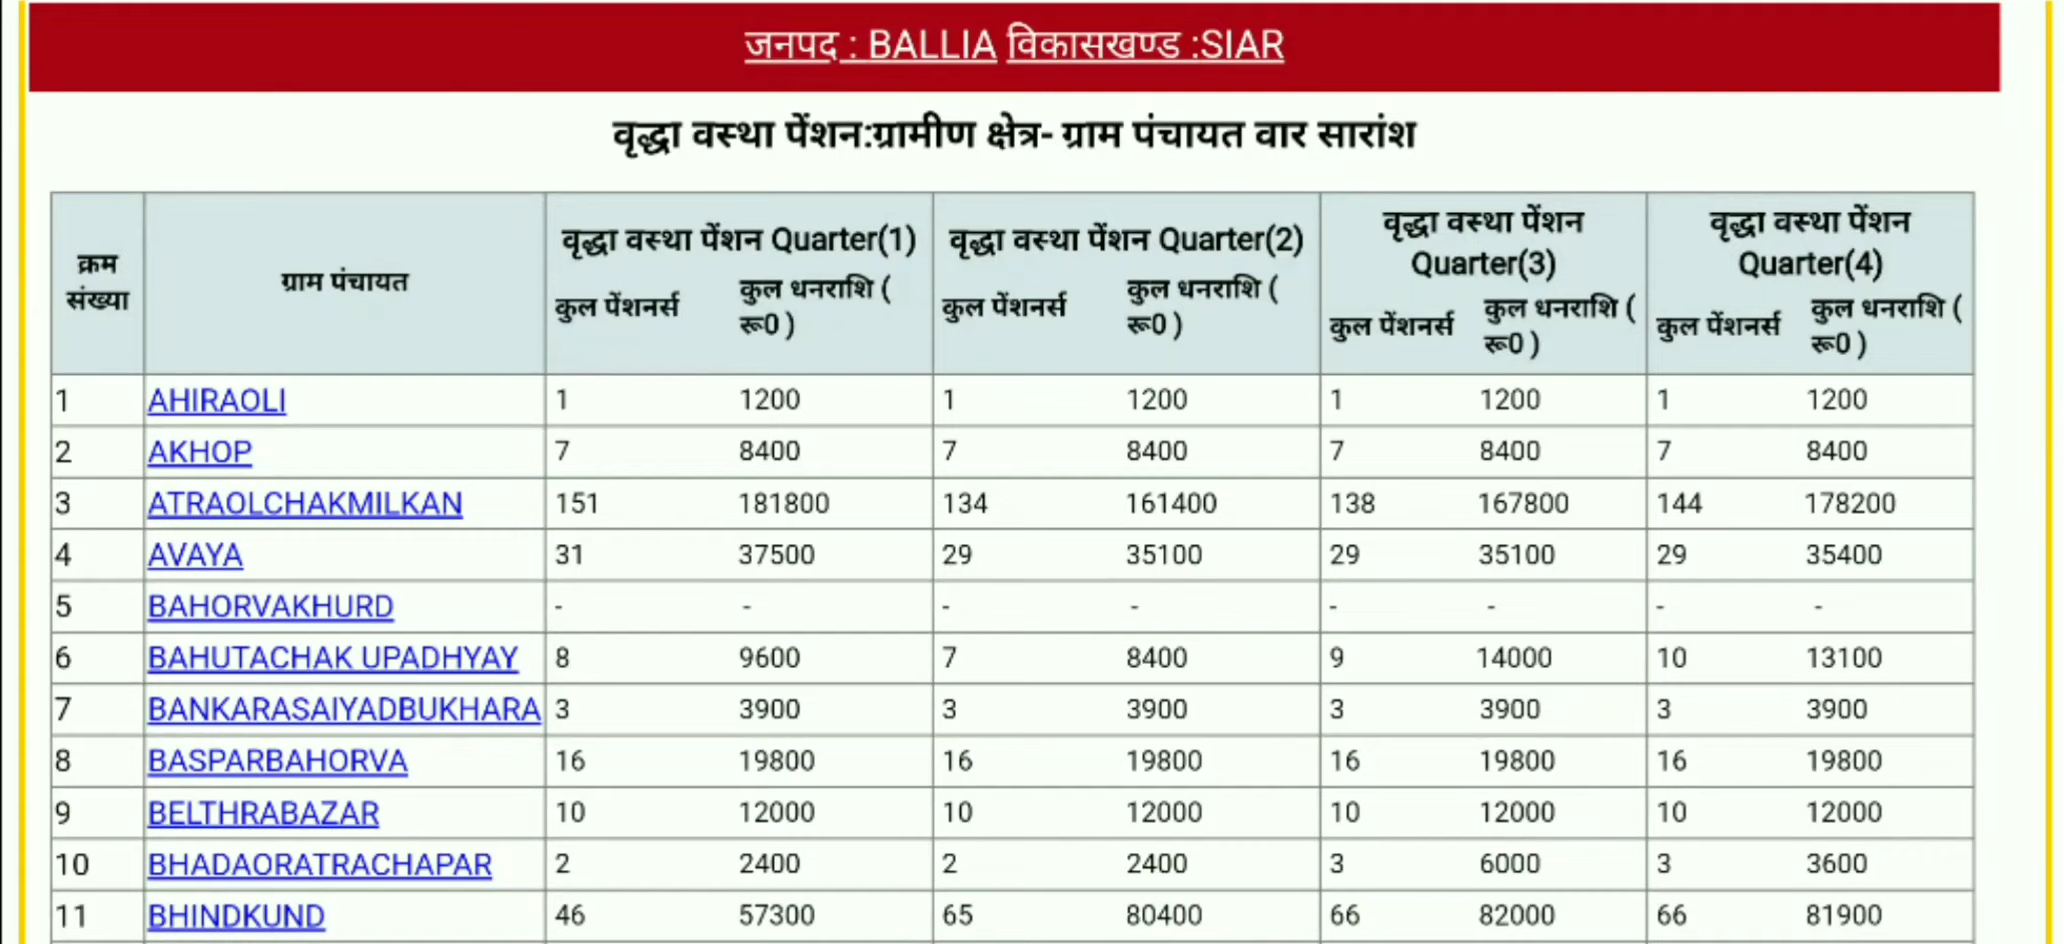 जनपद : BALLIA विकासखण्ड :SIAR
वृद्धा वस्था पेंशन:ग्रामीण क्षेत्र- ग्राम पंचायत वार सारांश
क्रम संख्या ग्राम पंचायत वृद्धा वस्था पेंशन Quarter(1) वृद्धा वस्था पेंशन Quarter(2) वृद्धा वस्था पेंशन Quarter(3) वृद्धा वस्था पेंशन Quarter(4)
कुल पेंशनर्स कुल धनराशि ( रू0 ) कुल पेंशनर्स कुल धनराशि ( रू0 ) कुल पेंशनर्स कुल धनराशि ( रू0 ) कुल पेंशनर्स कुल धनराशि ( रू0 )
1 AHIRAOLI 1 1200 1 1200 1 1200 1 1200
2 AKHOP 7 8400 7 8400 7 8400 7 8400
3 ATRAOLCHAKMILKAN 151 181800 134 161400 138 167800 144 178200
4 AVAYA 31 37500 29 35100 29 35100 29 35400
5 BAHORVAKHURD - - - - - - - -
6 BAHUTACHAK UPADHYAY 8 9600 7 8400 9 14000 10 13100
7 BANKARASAIYADBUKHARA 3 3900 3 3900 3 3900 3 3900
8 BASPARBAHORVA 16 19800 16 19800 16 19800 16 19800
9 BELTHRABAZAR 10 12000 10 12000 10 12000 10 12000
10 BHADAORATRACHAPAR 2 2400 2 2400 3 6000 3 3600
11 BHINDKUND 46 57300 65 80400 66 82000 66 81900